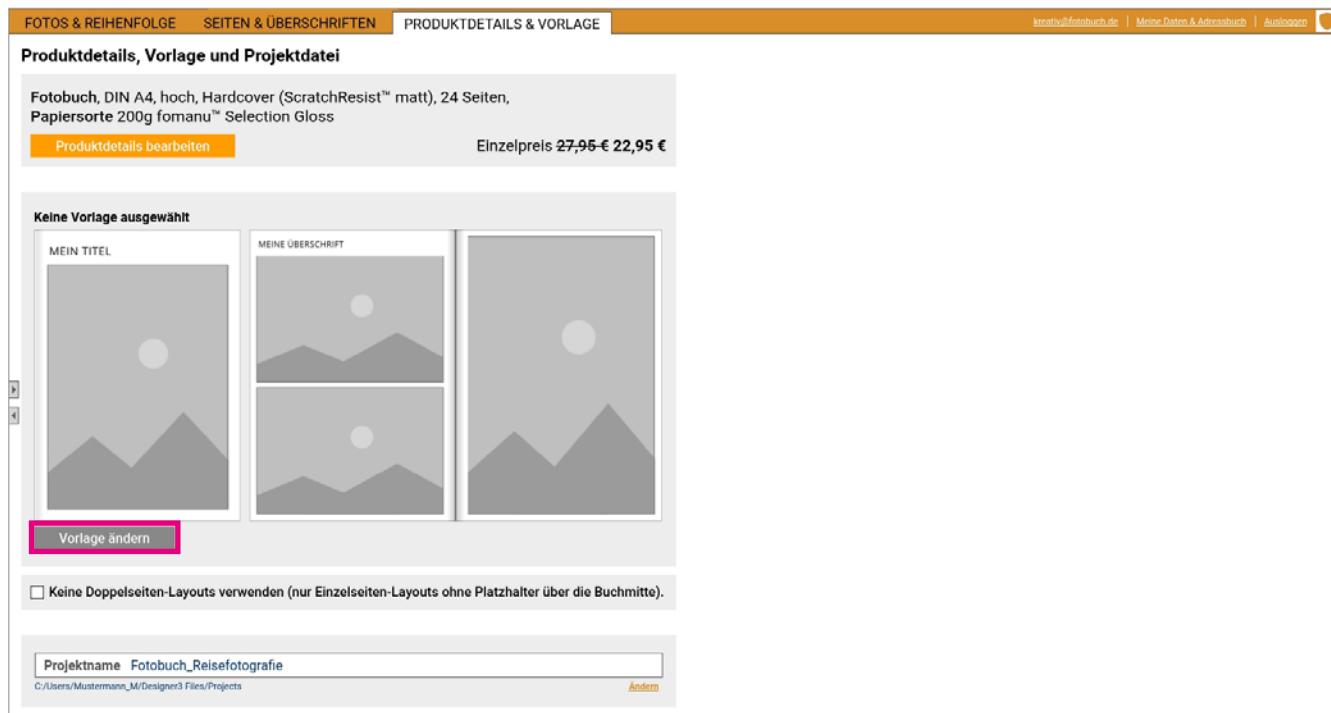 FOTOS & REIHENFOLGE SEITEN & ÜBERSCHRIFTEN PRODUKTDETAILS & VORLAGE kreativ@fotobuch.de | Meine Daten & Adressbuch | Ausloggen
Produktdetails, Vorlage und Projektdatei
Fotobuch, DIN A4, hoch, Hardcover (ScratchResist™ matt), 24 Seiten,
Papiersorte 200g fomanu™ Selection Gloss
Produktdetails bearbeiten Einzelpreis 27,95 € 22,95 €
Keine Vorlage ausgewählt
MEIN TITEL
MEINE ÜBERSCHRIFT
Vorlage ändern
Keine Doppelseiten-Layouts verwenden (nur Einzelseiten-Layouts ohne Platzhalter über die Buchmitte).
Projektname Fotobuch_Reisefotografie
C:/Users/Mustermann_M/Designer3 Files/Projects Ändern